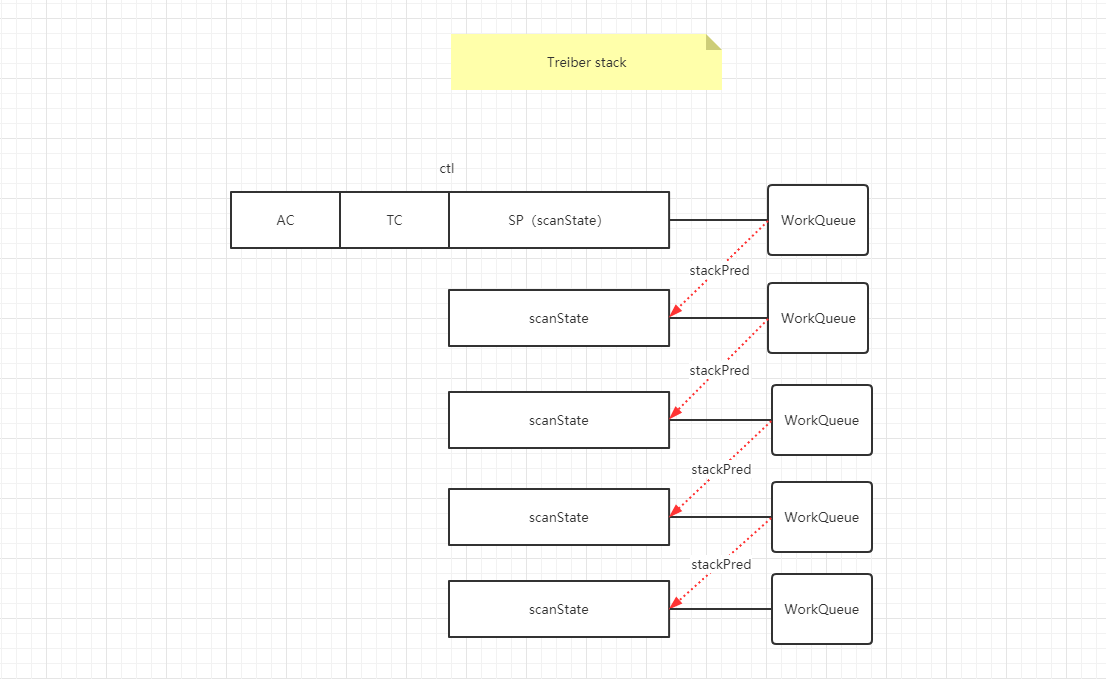 Treiber stack
ctl
AC
TC
SP（scanState）
WorkQueue
stackPred
scanState
WorkQueue
stackPred
scanState
WorkQueue
stackPred
scanState
WorkQueue
stackPred
scanState
WorkQueue